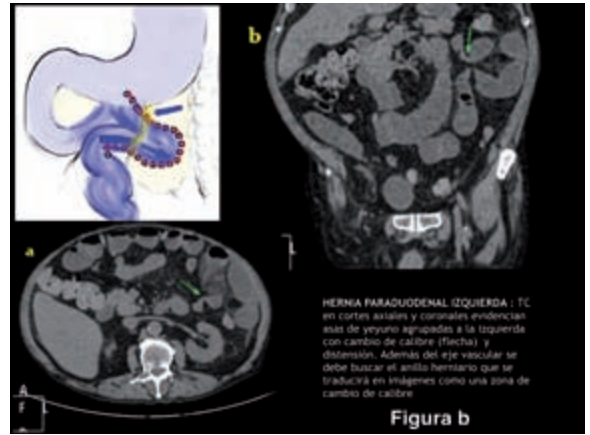 b
a
HERNIA PARADUODENAL IZQUIERDA : TC
en cortes axiales y coronales evidencian
asas de yeyuno agrupadas a la izquierda
con cambio de calibre (flecha) y
distensión. Además del eje vascular se
debe buscar el anillo herniario que se
traducirá en imágenes como una zona de
cambio de calibre
A
F
Figura b